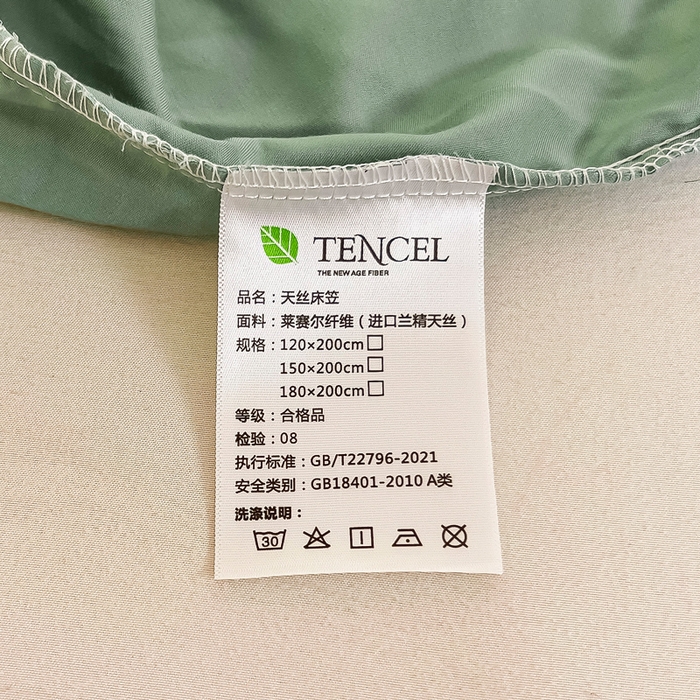 TENCEL
THE NEW AGE FIBER
品名：天丝床笠
面料：莱赛尔纤维（进口兰精天丝）
规格：120×200cm□
150×200cm□
180×200cm□
等级：合格品
检验：08
执行标准：GB/T22796-2021
安全类别：GB18401-2010 A类
洗涤说明：
30